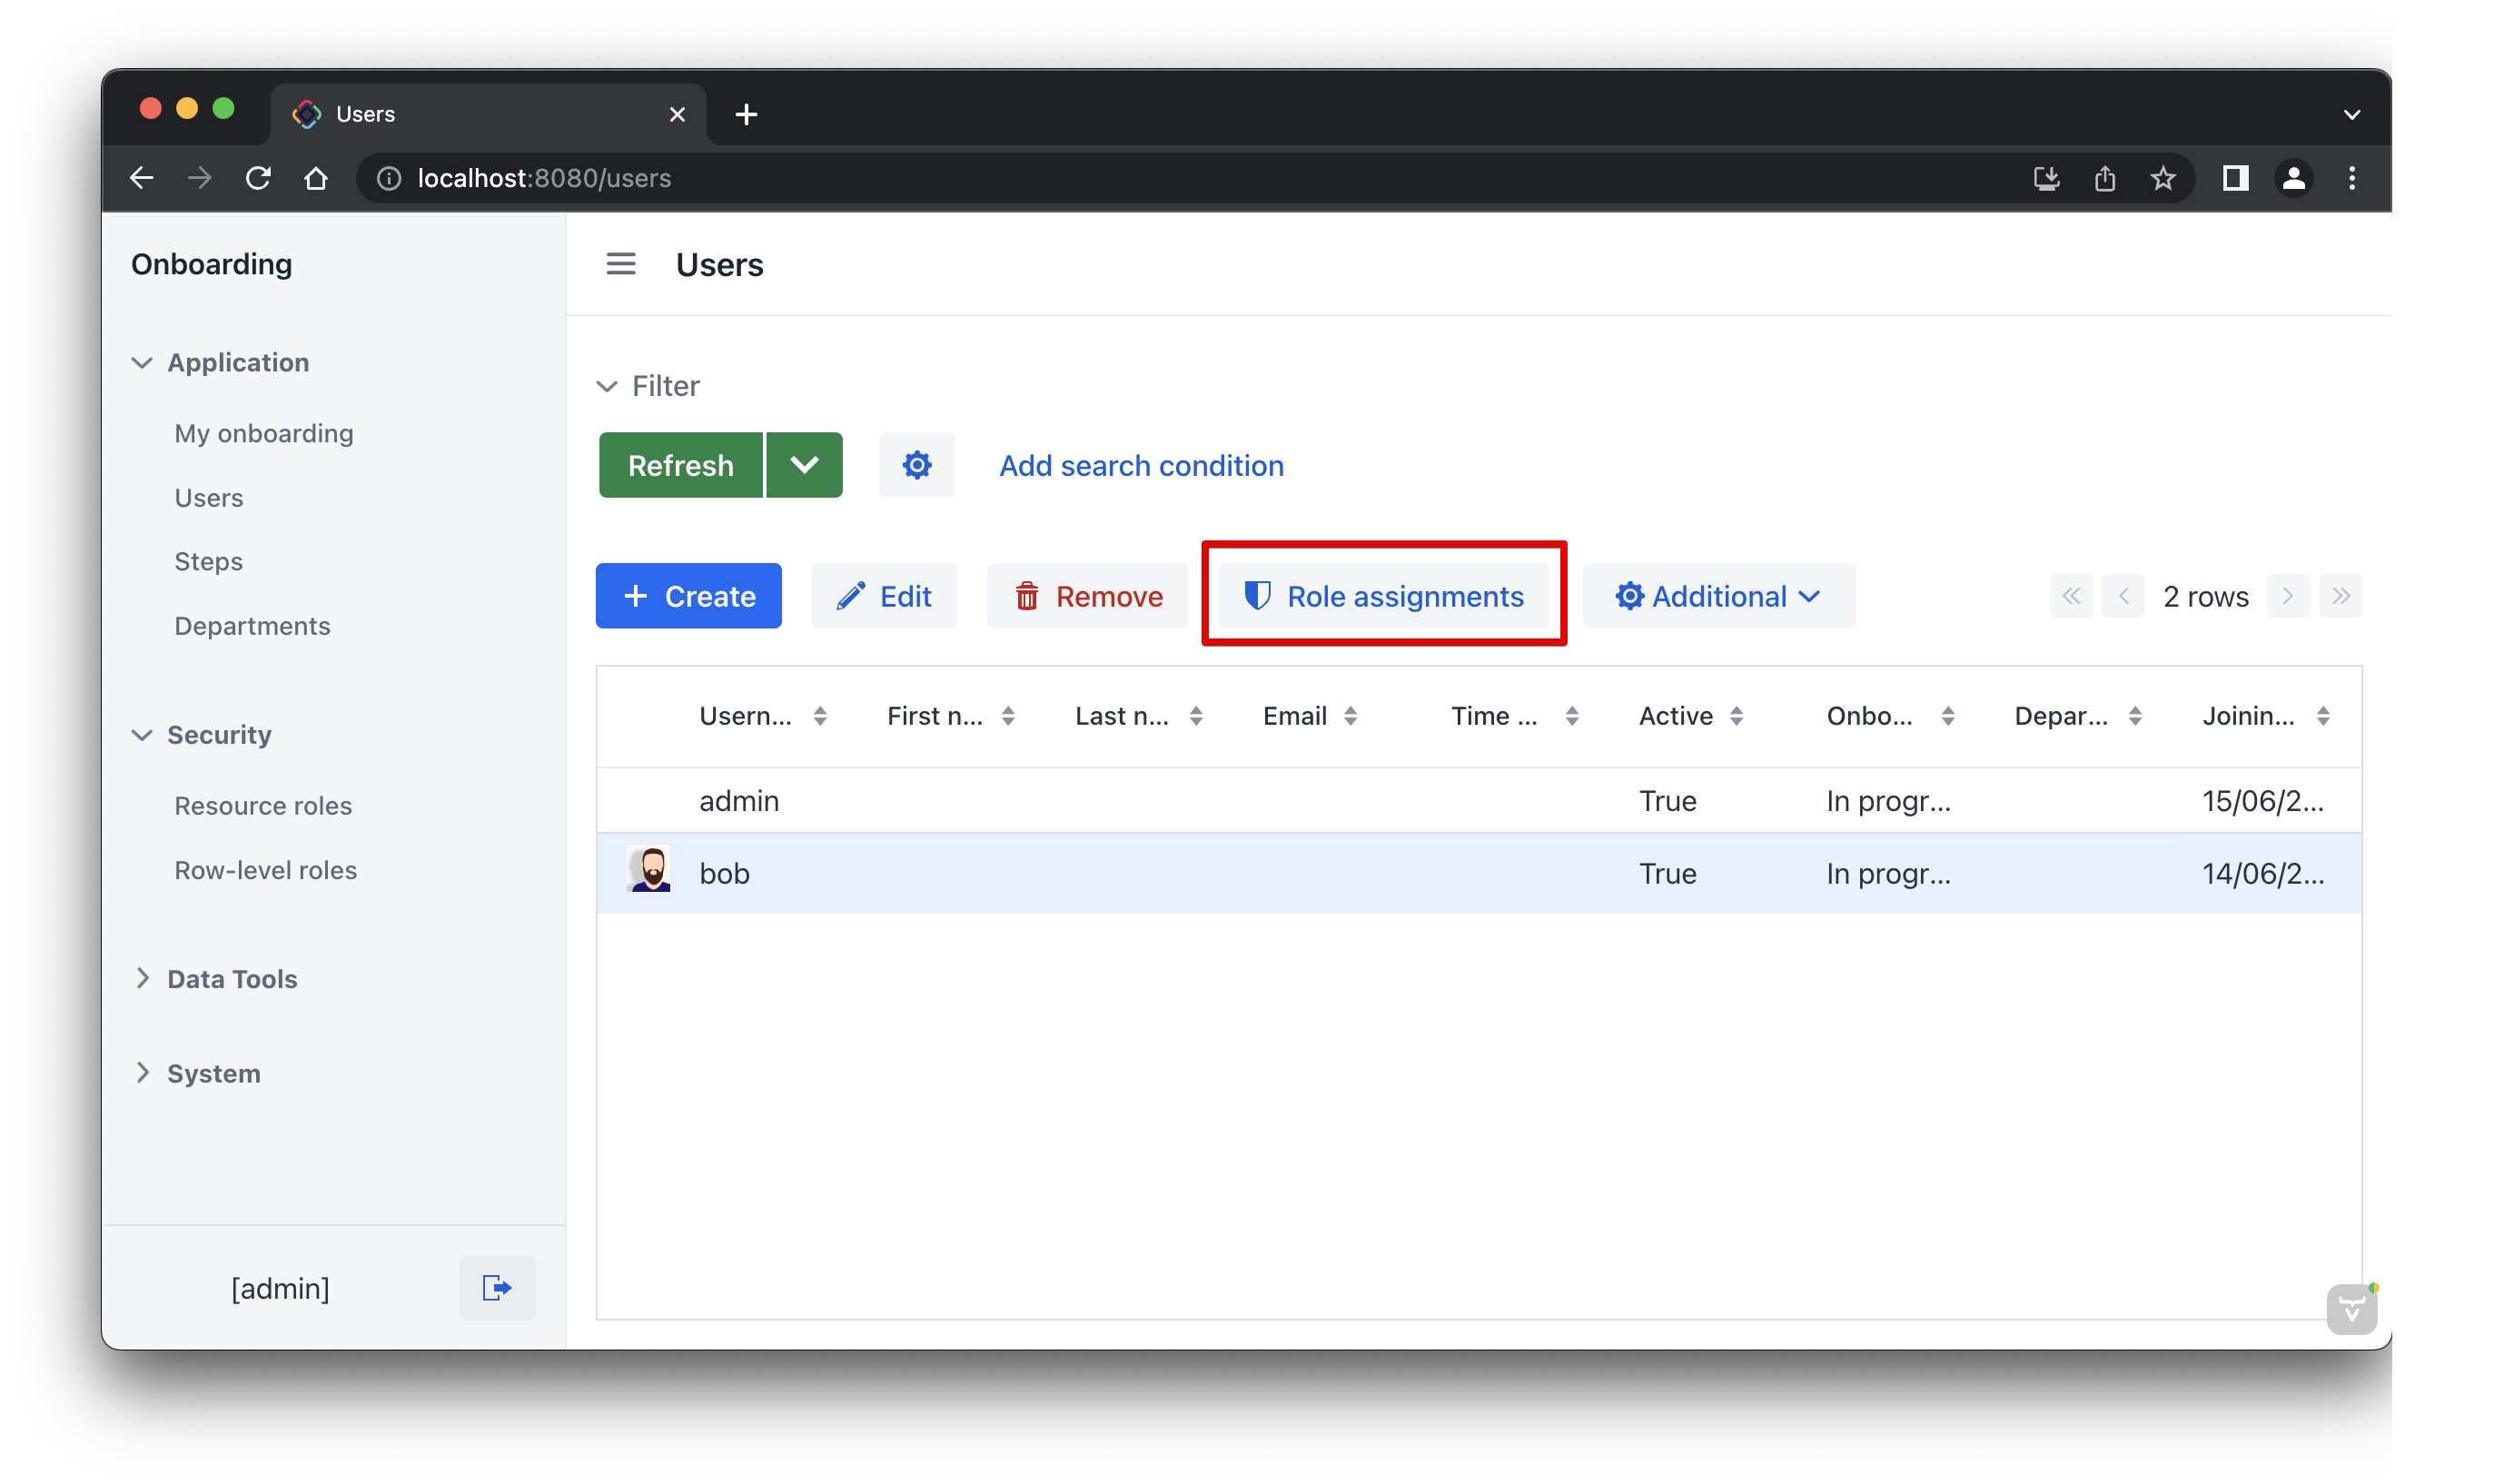 Users
localhost:8080/users
Onboarding
Users
Application
My onboarding
Users
Steps
Departments
Security
Resource roles
Row-level roles
Data Tools
System
[admin]
Filter
Refresh
Add search condition
Create Edit Remove Role assignments Additional 2 rows
Usern... First n... Last n... Email Time ... Active Onbo... Depar... Joinin...
admin True In progr... 15/06/2...
bob True In progr... 14/06/2...